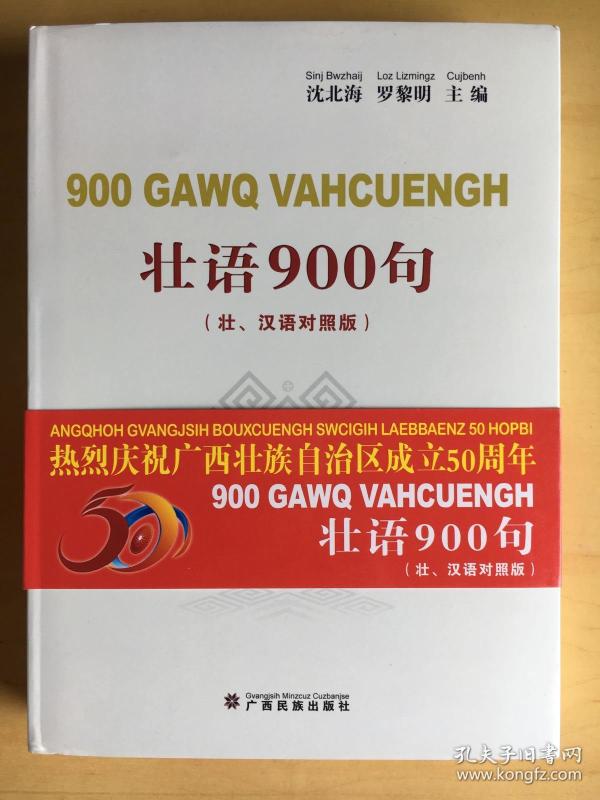 Sinj Bwzhaij Loz Lizmingz Cujbenh
沈北海 罗黎明 主编
900 GAWQ VAHCUENGH
壮语900句
(壮、汉语对照版)
ANGQHOH GVANGJSIH BOUXCUENGH SWCIGIH LAEBBAENZ 50 HOPBI
热烈庆祝广西壮族自治区成立50周年
50
900 GAWQ VAHCUENGH
壮语900句
(壮、汉语对照版)
Gvangjsih Minzcuz Cuzbanjse
广西民族出版社
孔夫子旧书网
www.kongfz.com